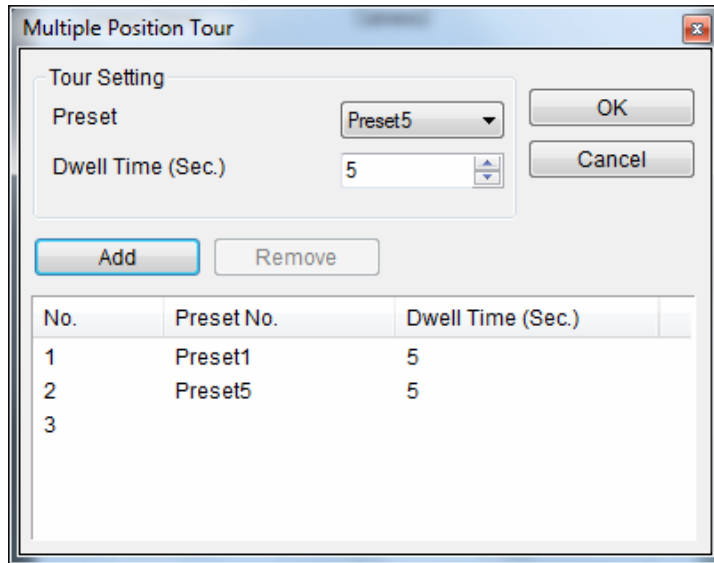 Multiple Position Tour
Tour Setting
Preset
Preset5
OK
Dwell Time (Sec.)
5
Cancel
Add
Remove
No. Preset No. Dwell Time (Sec.)
1 Preset1 5
2 Preset5 5
3